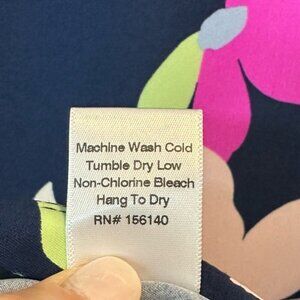 Machine Wash Cold
Tumble Dry Low
Non-Chlorine Bleach
Hang To Dry
RN# 156140